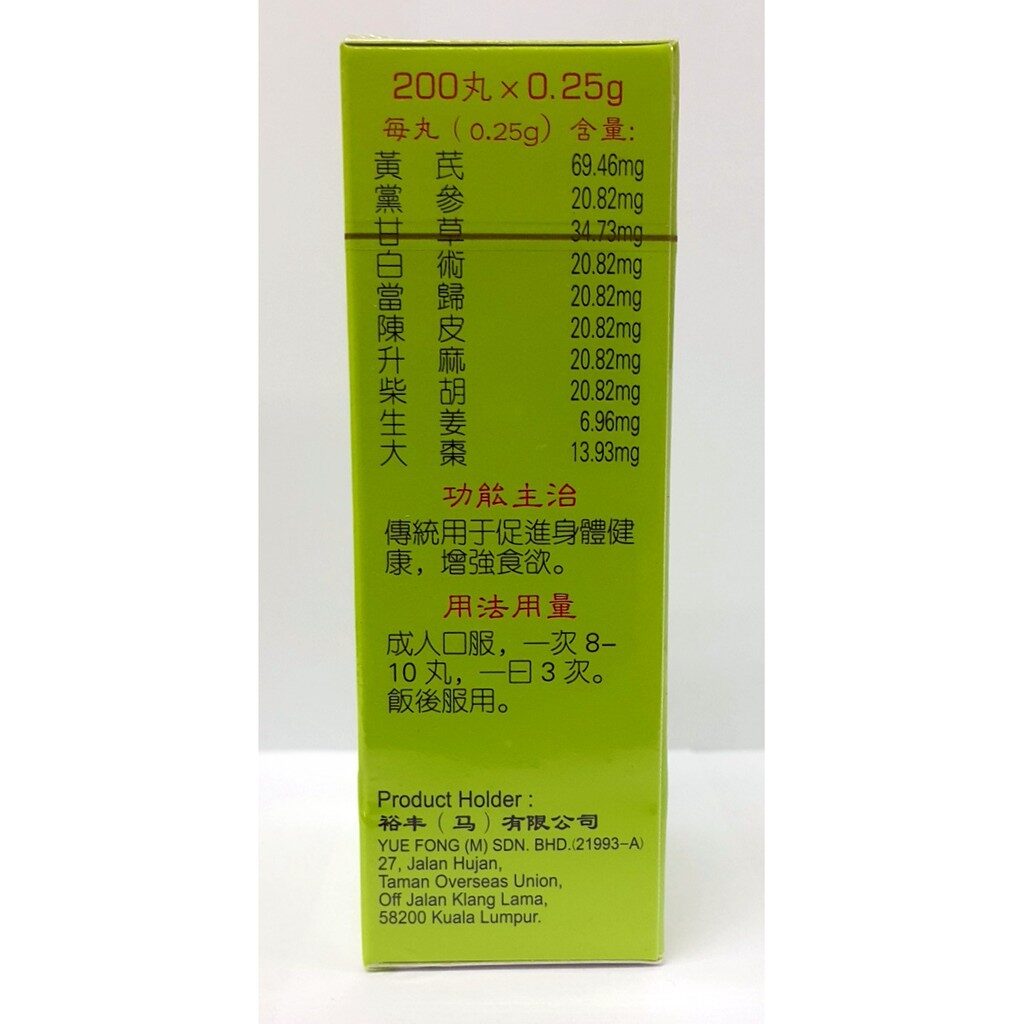 200丸×0.25g
每丸（0.25g）含量:
黃 芪 69.46mg
黨 參 20.82mg
甘 草 34.73mg
白 術 20.82mg
當 歸 20.82mg
陳 皮 20.82mg
升 麻 20.82mg
柴 胡 20.82mg
生 姜 6.96mg
大 棗 13.93mg
功能主治
傳統用于促進身體健
康，增強食欲。
用法用量
成人口服，一次 8-
10 丸，一日 3 次。
飯後服用。
Product Holder :
裕丰（马）有限公司
YUE FONG (M) SDN. BHD.(21993-A)
27, Jalan Hujan,
Taman Overseas Union,
Off Jalan Klang Lama,
58200 Kuala Lumpur.